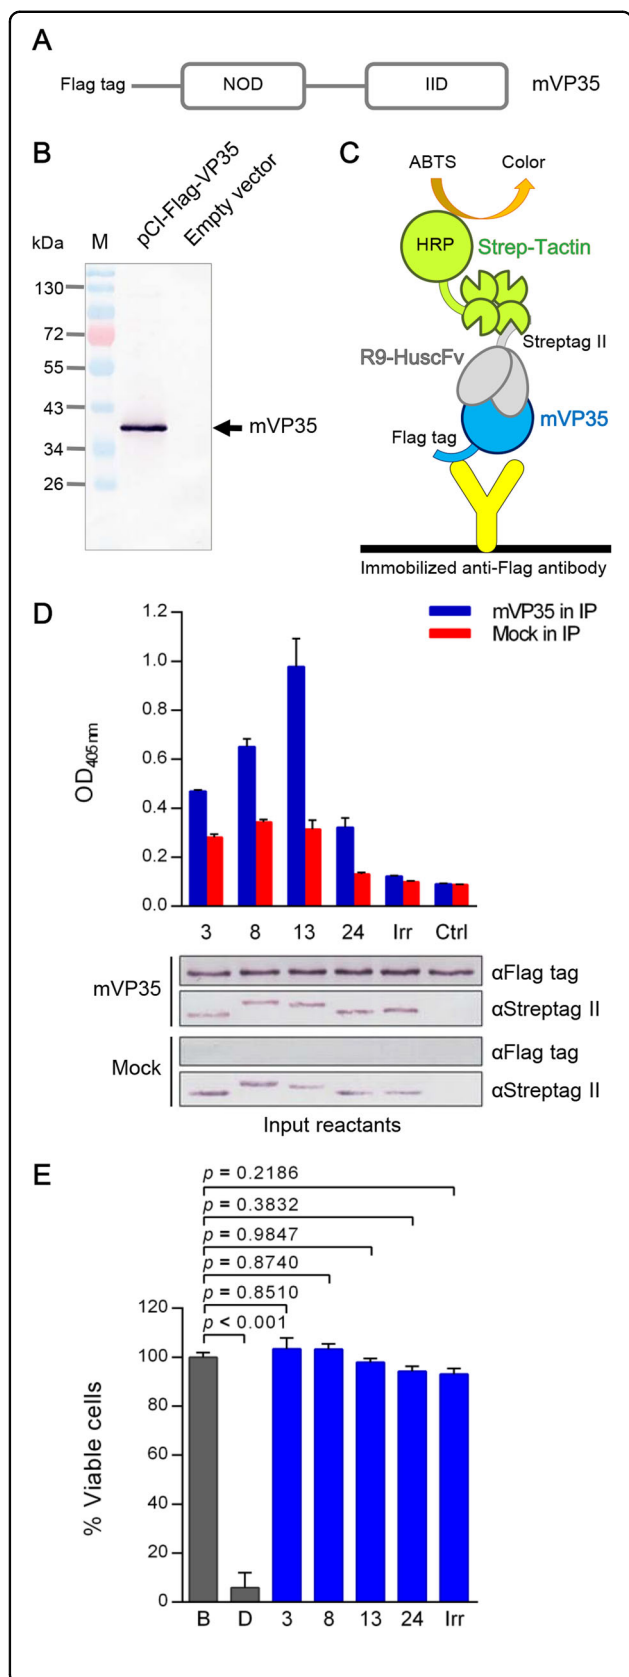 A
Flag tag NOD IID mVP35
B
pCI-Flag-VP35
Empty vector
kDa M
130
72
55
43
34
26
mVP35
C
ABTS Color
HRP
Strep-Tactin
Streptag II
R9-HuscFv
mVP35
Flag tag
Immobilized anti-Flag antibody
D
mVP35 in IP
Mock in IP
OD405nm
1.2
1.0
0.8
0.6
0.4
0.2
0.0
3 8 13 24 Irr Ctrl
mVP35
αFlag tag
αStreptag II
Mock
αFlag tag
αStreptag II
Input reactants
E
p = 0.2186
p = 0.3832
p = 0.9847
p = 0.8740
p = 0.8510
p < 0.001
% Viable cells
120
100
80
60
40
20
0
B D 3 8 13 24 Irr